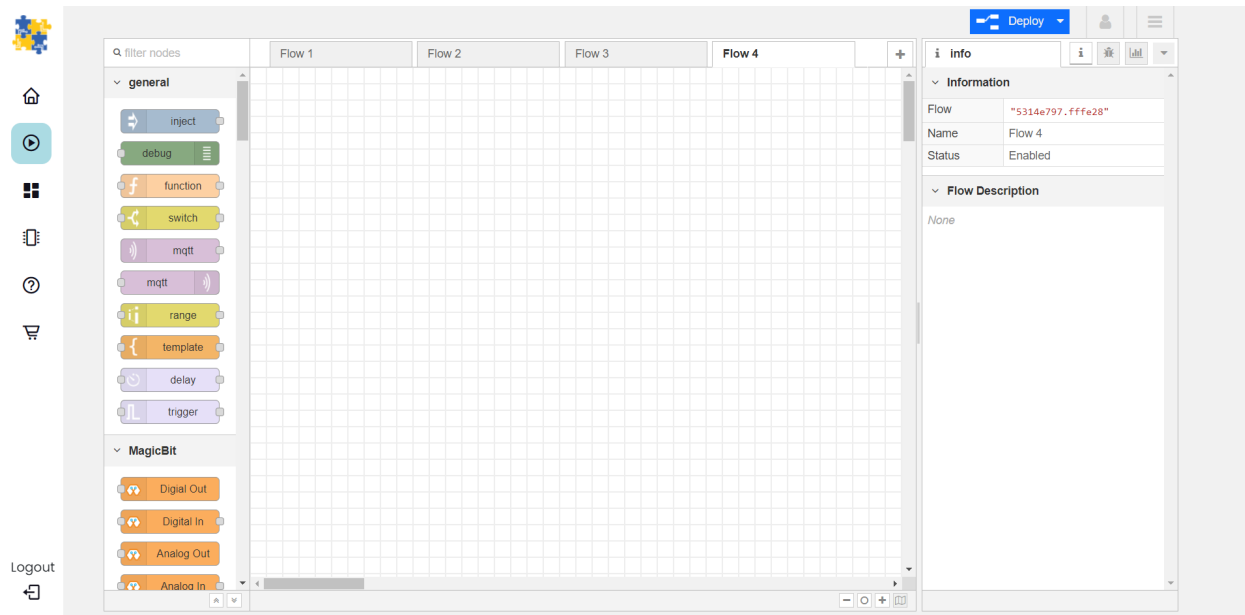 Deploy
filter nodes
Flow 1
Flow 2
Flow 3
Flow 4
i info
general
Information
inject
Flow "5314e797.fffe28"
debug
Name Flow 4
Status Enabled
function
Flow Description
switch
None
mqtt
mqtt
range
template
delay
trigger
MagicBit
Digial Out
Digital In
Analog Out
Analog In
Logout